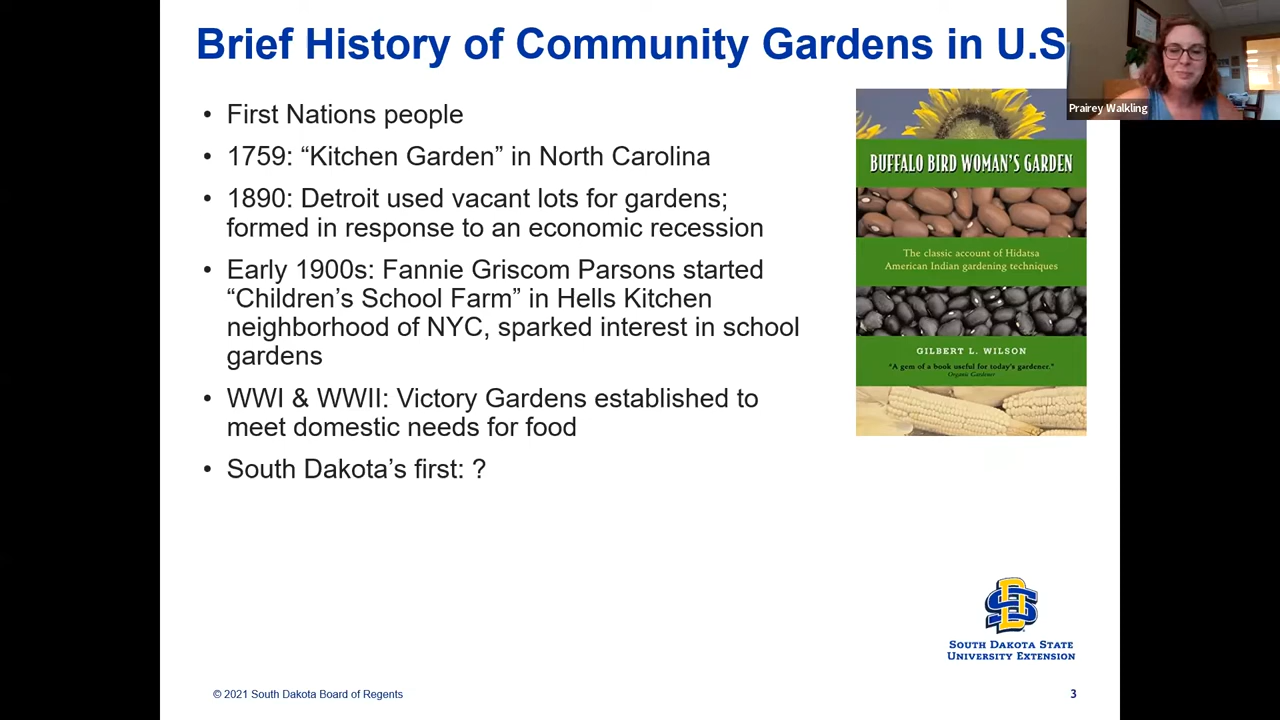 Brief History of Community Gardens in U.S
Prairey Walkling
• First Nations people
• 1759: “Kitchen Garden” in North Carolina
• 1890: Detroit used vacant lots for gardens;
formed in response to an economic recession
• Early 1900s: Fannie Griscom Parsons started
“Children’s School Farm” in Hells Kitchen
neighborhood of NYC, sparked interest in school
gardens
• WWI & WWII: Victory Gardens established to
meet domestic needs for food
• South Dakota’s first: ?
BUFFALO BIRD WOMAN'S GARDEN
The classic account of Hidatsa
American Indian gardening techniques
GILBERT L. WILSON
"A gem of a book useful for today's gardener."
Organic Gardener
SOUTH DAKOTA STATE
UNIVERSITY EXTENSION
© 2021 South Dakota Board of Regents
3